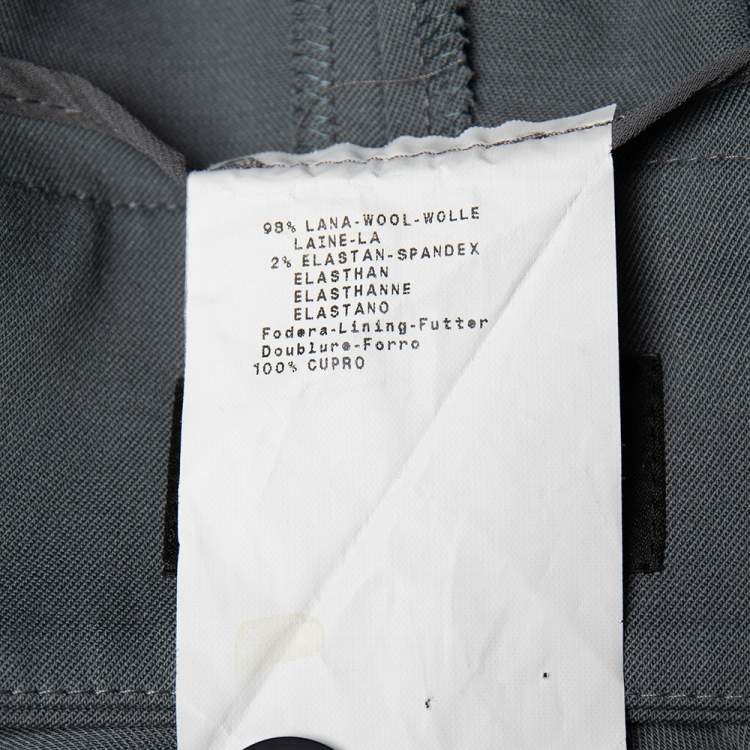 98% LANA-WOOL-WOLLE
LAINE-LA
2% ELASTAN-SPANDEX
ELASTHAN
ELASTHANNE
ELASTANO
Fodera-Lining-Futter
Doublure-Forro
100% CUPRO